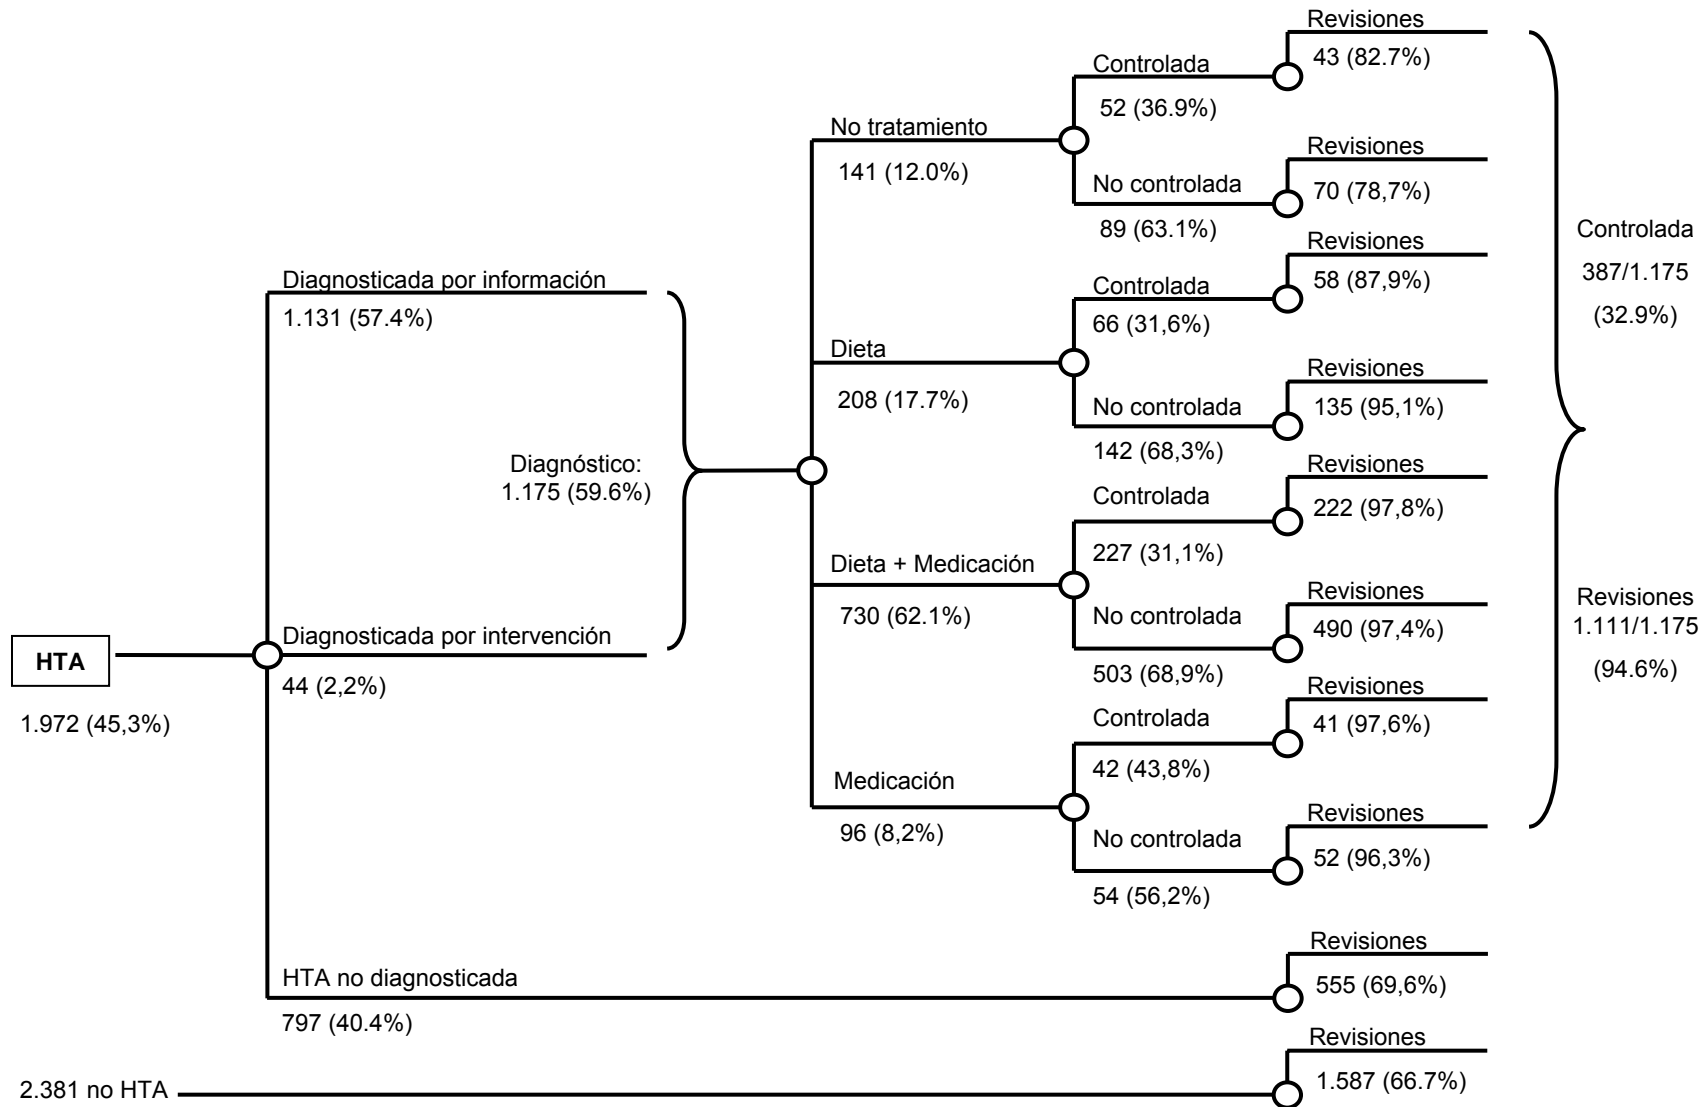 HTA
1.972 (45,3%)
Diagnosticada por información
1.131 (57.4%)
Diagnosticada por intervención
44 (2,2%)
HTA no diagnosticada
797 (40.4%)
2.381 no HTA
Diagnóstico:
1.175 (59.6%)
No tratamiento
141 (12.0%)
Dieta
208 (17.7%)
Dieta + Medicación
730 (62.1%)
Medicación
96 (8,2%)
Controlada
52 (36.9%)
No controlada
89 (63.1%)
Controlada
66 (31,6%)
No controlada
142 (68,3%)
Controlada
227 (31,1%)
No controlada
503 (68,9%)
Controlada
42 (43,8%)
No controlada
54 (56,2%)
Revisiones
43 (82.7%)
Revisiones
70 (78,7%)
Revisiones
58 (87,9%)
Revisiones
135 (95,1%)
Revisiones
222 (97,8%)
Revisiones
490 (97,4%)
Revisiones
41 (97,6%)
Revisiones
52 (96,3%)
Revisiones
555 (69,6%)
Revisiones
1.587 (66.7%)
Controlada
387/1.175
(32.9%)
Revisiones
1.111/1.175
(94.6%)